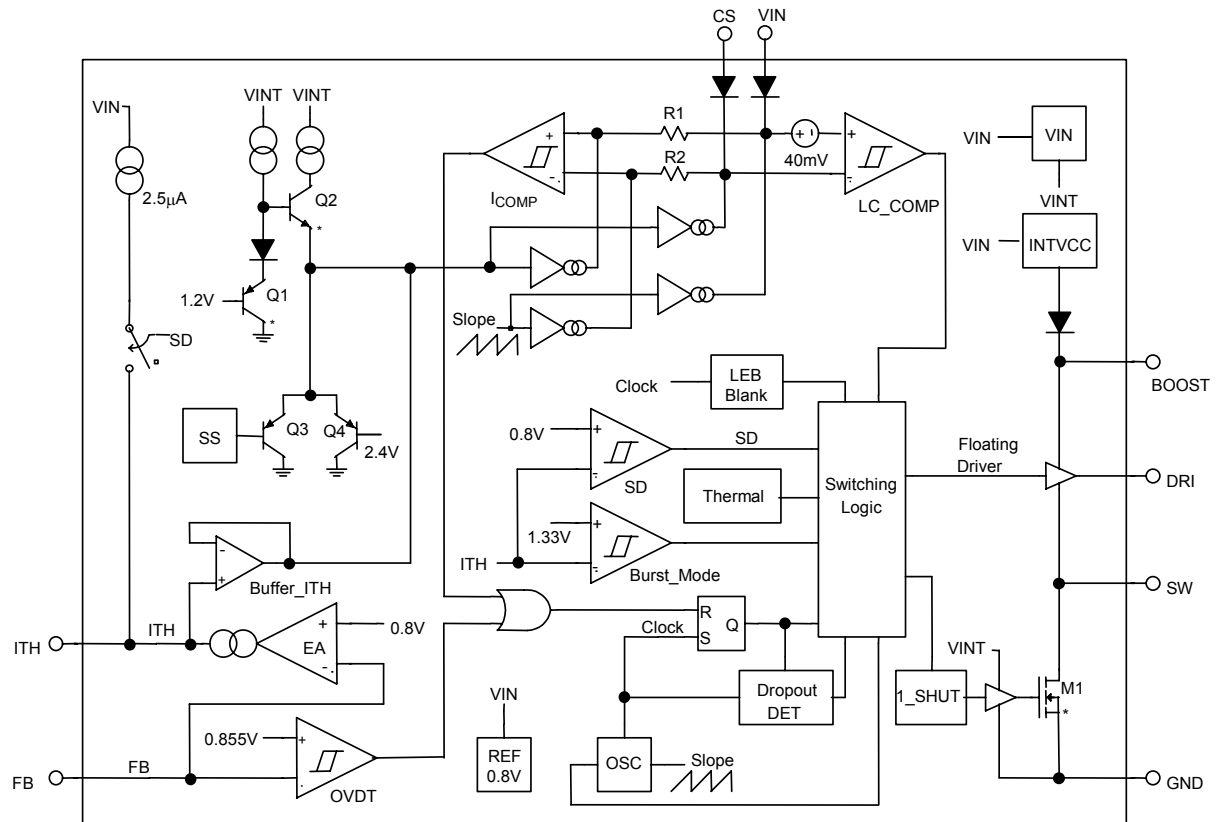 CS VIN
VIN
VINT VINT
2.5µA
Q2
*
Q1
1.2V
*
SD
+
-
ICOMP
R1
R2
+ -
40mV
+
-
LC_COMP
VIN
VIN
VINT
VIN
INTVCC
Slope
BOOST
Clock
LEB
Blank
SS
Q3
Q4
2.4V
0.8V
+
-
SD
SD
Floating
Driver
DRI
Thermal
Switching
Logic
1.33V
+
-
ITH
Burst_Mode
-
+
Buffer_ITH
SW
R
S
Q
Clock
ITH
ITH
EA
+
-
0.8V
VINT
M1
*
1_SHUT
Dropout
DET
VIN
REF
0.8V
OSC
Slope
0.855V
+
-
OVDT
FB
FB
GND